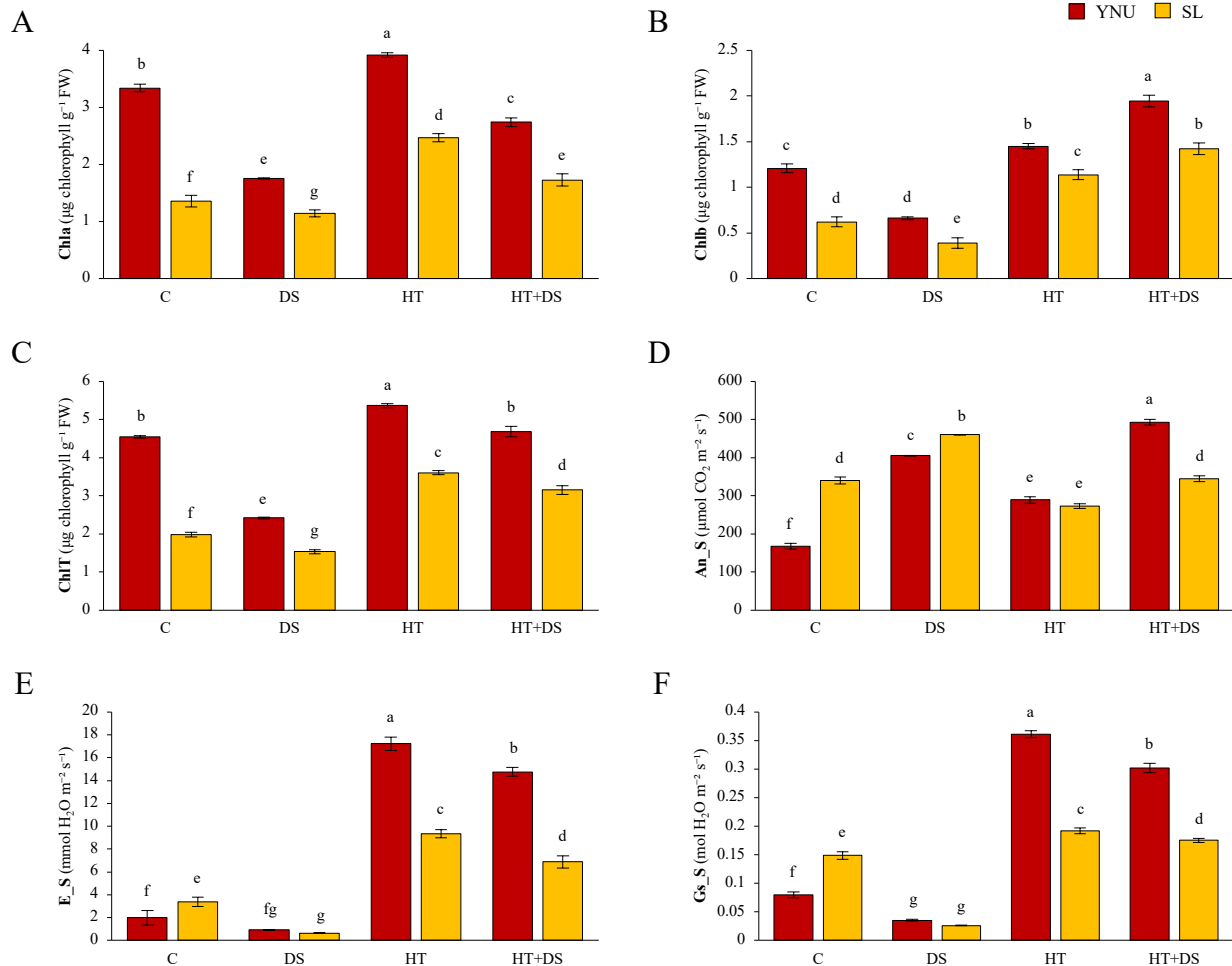 YNU SL
A
Chla (μg chlorophyll g⁻¹ FW)
4
3
2
1
0
b
f
e
g
a
d
c
e
C DS HT HT+DS
B
Chlb (μg chlorophyll g⁻¹ FW)
2.5
2
1.5
1
0.5
0
c
d
d
e
b
c
a
b
C DS HT HT+DS
C
ChlT (μg chlorophyll g⁻¹ FW)
6
5
4
3
2
1
0
b
f
e
g
a
c
b
d
C DS HT HT+DS
D
An_S (μmol CO₂ m⁻² s⁻¹)
600
500
400
300
200
100
0
f
d
c
b
e
e
a
d
C DS HT HT+DS
E
E_S (mmol H₂O m⁻² s⁻¹)
20
18
16
14
12
10
8
6
4
2
0
f
e
fg
g
a
c
b
d
C DS HT HT+DS
F
Gs_S (mol H₂O m⁻² s⁻¹)
0.4
0.35
0.3
0.25
0.2
0.15
0.1
0.05
0
f
e
g
g
a
c
b
d
C DS HT HT+DS